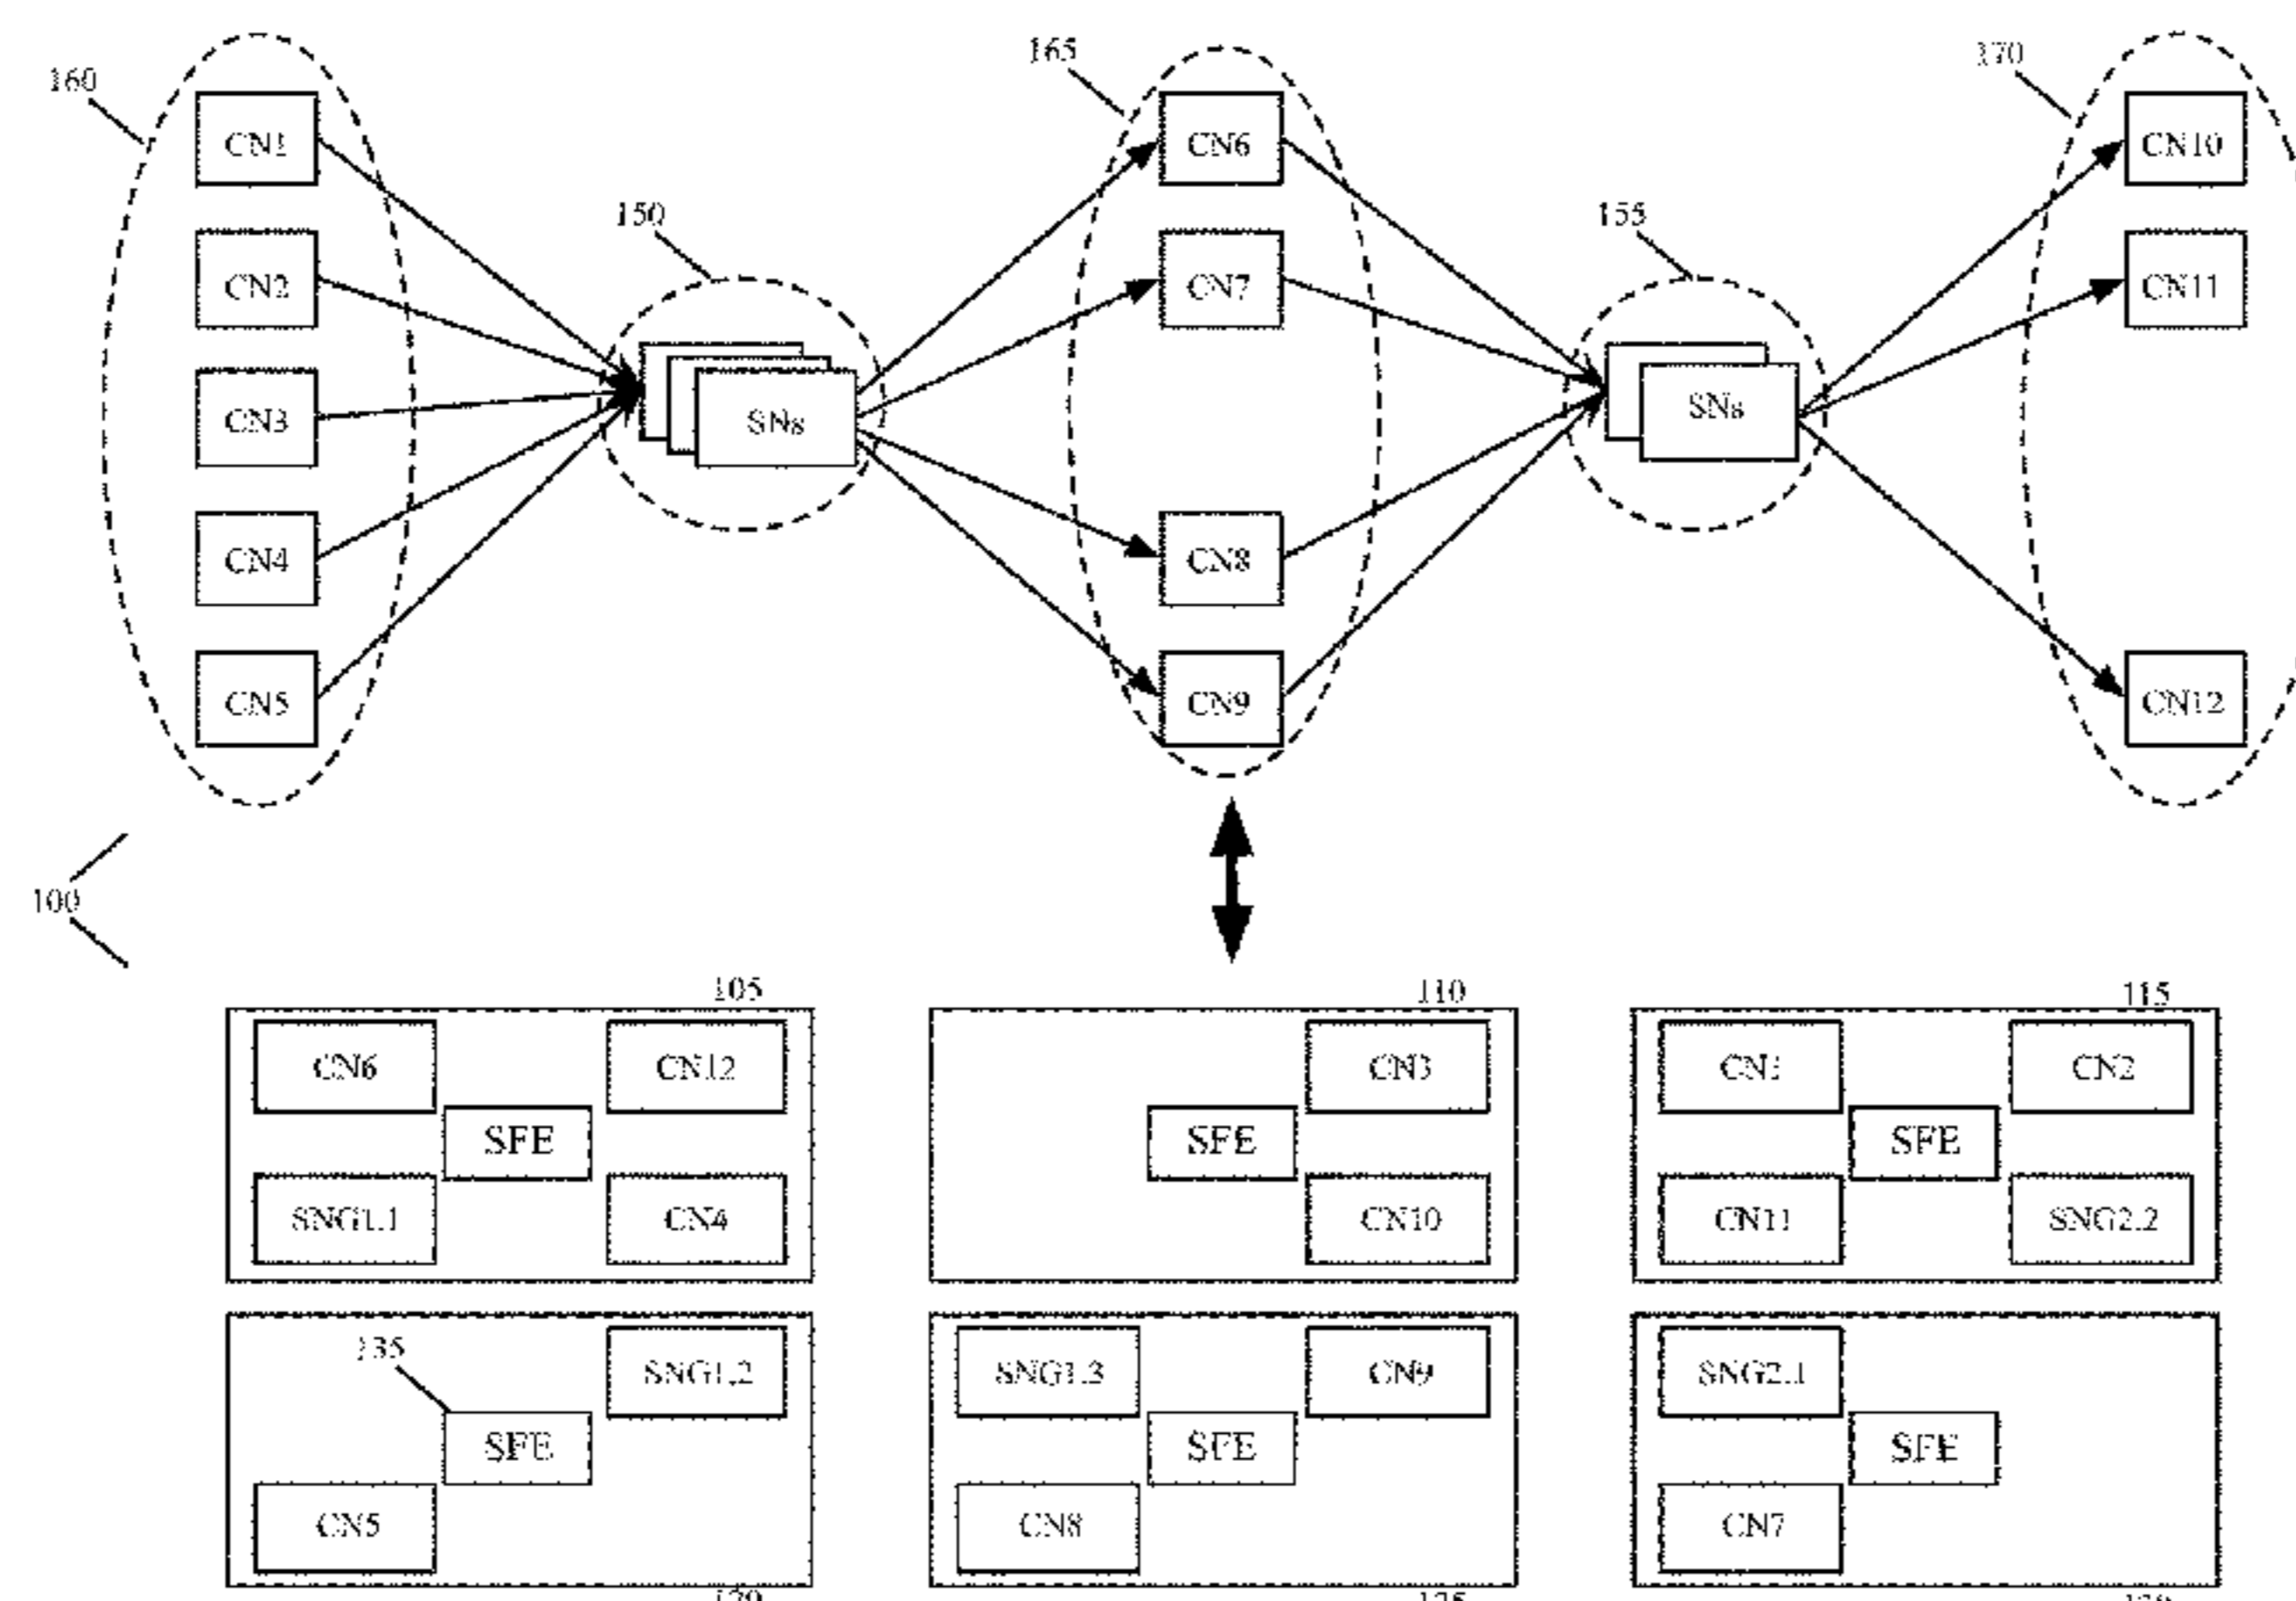 160
165
170
CN1
CN6
CN10
150
155
CN2
CN7
CN11
CN3
SNs
SNs
CN4
CN8
CN5
CN9
CN12
100
105
110
115
CN6
CN12
CN3
CN1
CN2
SFE
SFE
SFE
SNG1.1
CN4
CN10
CN11
SNG2.2
135
SNG1.2
SNG1.3
CN9
SNG2.1
SFE
SFE
SFE
CN5
CN8
CN7